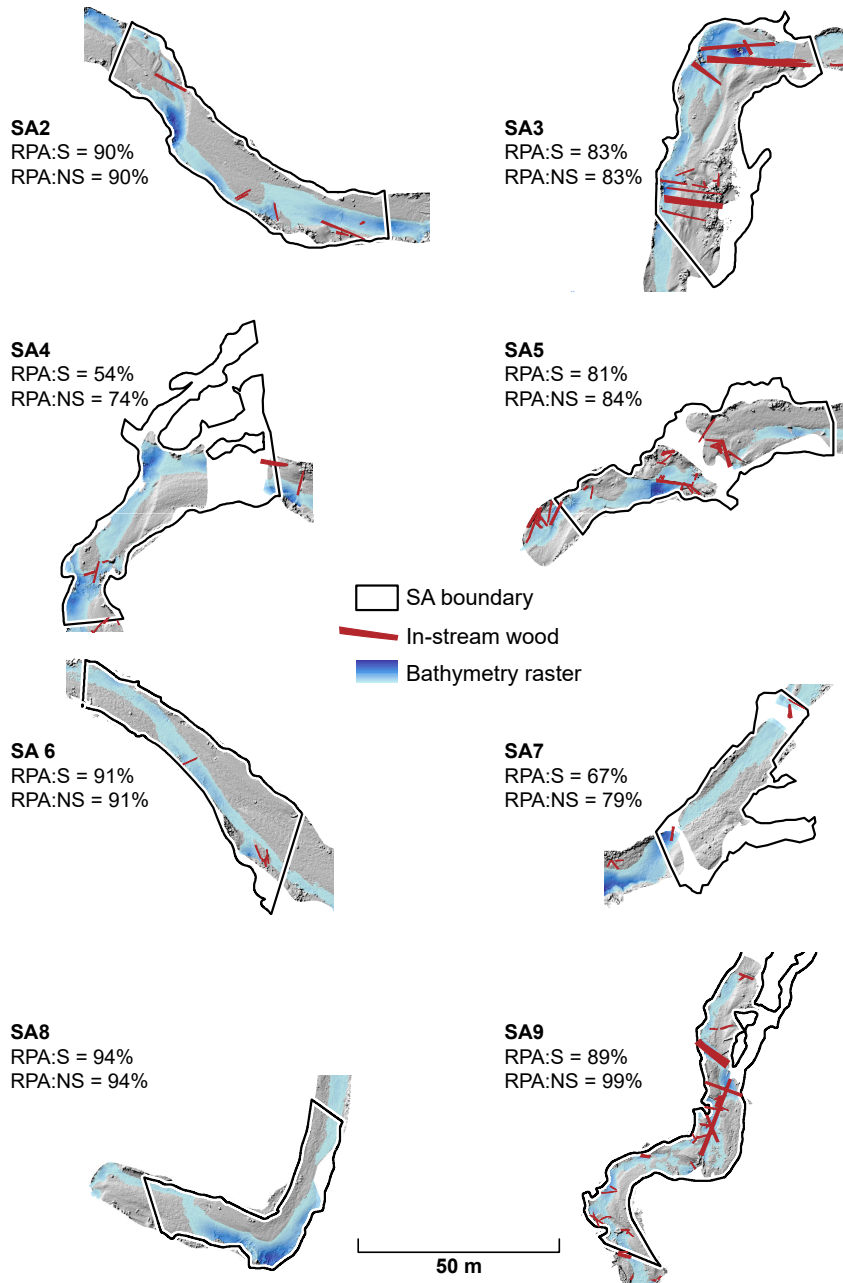 SA2
RPA:S = 90%
RPA:NS = 90%
SA3
RPA:S = 83%
RPA:NS = 83%
SA4
RPA:S = 54%
RPA:NS = 74%
SA5
RPA:S = 81%
RPA:NS = 84%
SA boundary
In-stream wood
Bathymetry raster
SA 6
RPA:S = 91%
RPA:NS = 91%
SA7
RPA:S = 67%
RPA:NS = 79%
SA8
RPA:S = 94%
RPA:NS = 94%
SA9
RPA:S = 89%
RPA:NS = 99%
50 m